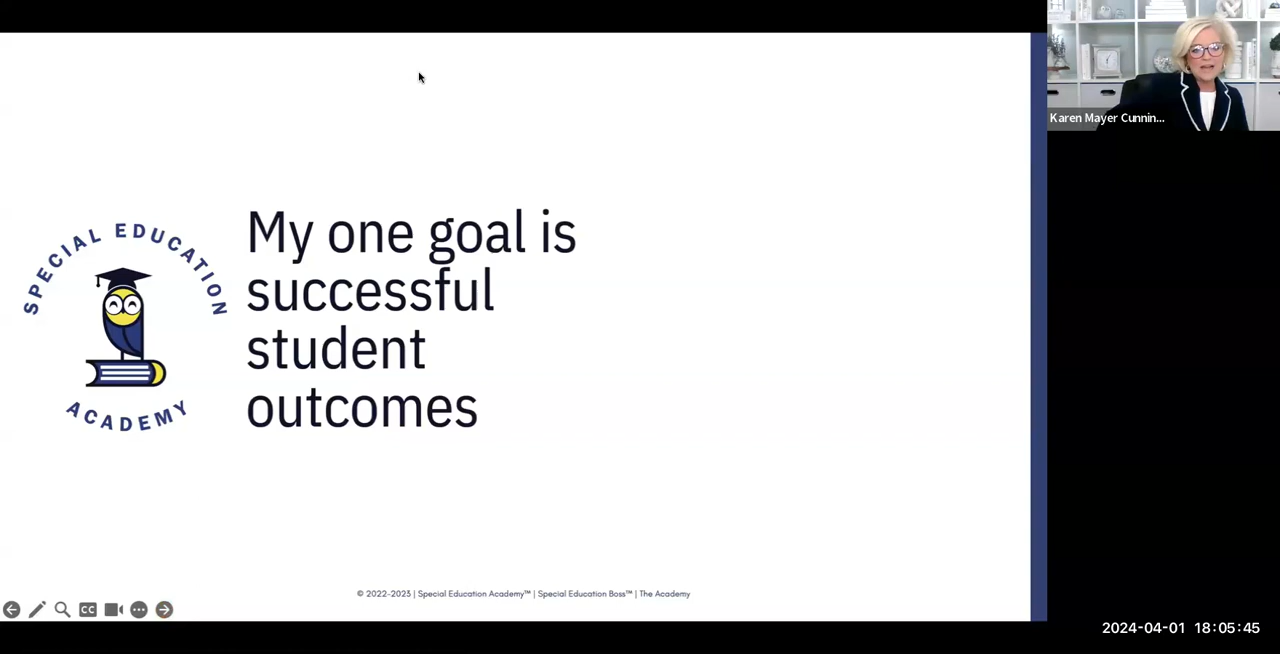 SPECIAL EDUCATION
ACADEMY
My one goal is
successful
student
outcomes
© 2022-2023 | Special Education Academy™ | Special Education Boss™ | The Academy
CC
Karen Mayer Cunnin...
2024-04-01 18:05:45